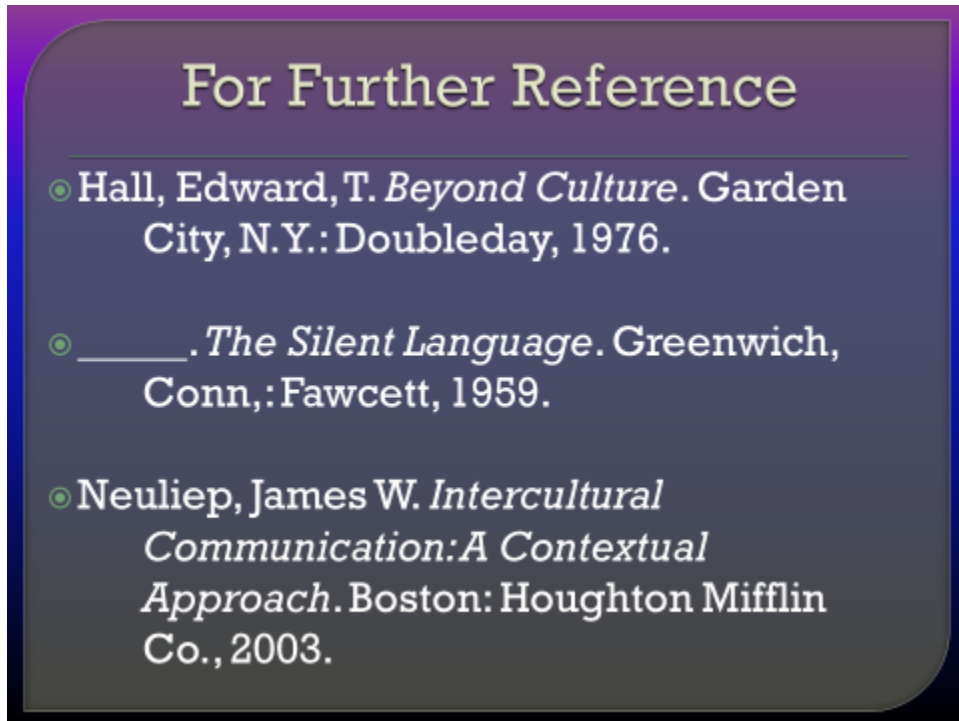 For Further Reference
Hall, Edward, T. Beyond Culture. Garden
City, N.Y.: Doubleday, 1976.
_____. The Silent Language. Greenwich,
Conn,: Fawcett, 1959.
Neuliep, James W. Intercultural
Communication: A Contextual
Approach. Boston: Houghton Mifflin
Co., 2003.